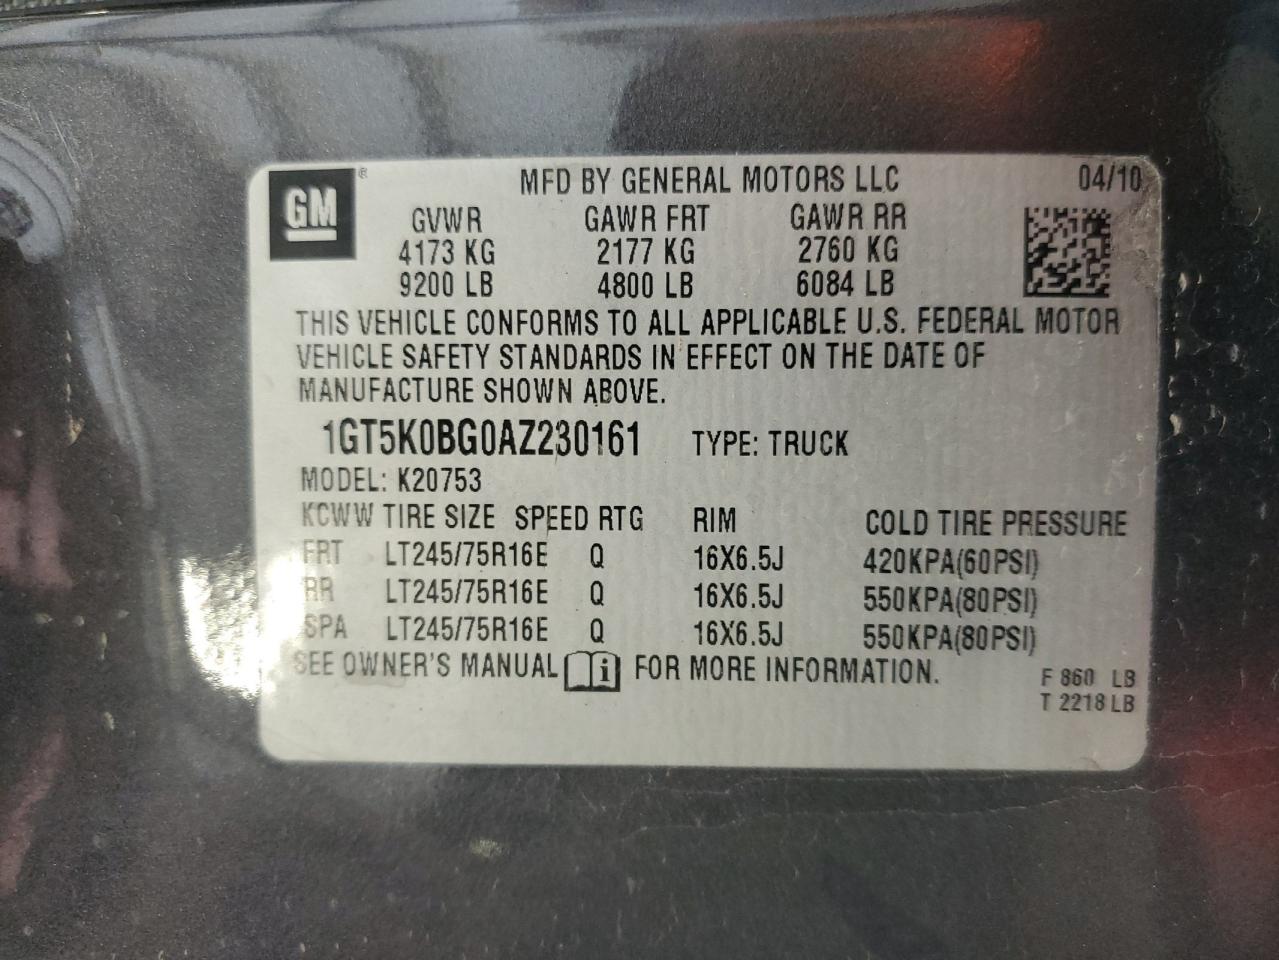 GM ® MFD BY GENERAL MOTORS LLC 04/10
GVWR GAWR FRT GAWR RR
4173 KG 2177 KG 2760 KG
9200 LB 4800 LB 6084 LB
THIS VEHICLE CONFORMS TO ALL APPLICABLE U.S. FEDERAL MOTOR
VEHICLE SAFETY STANDARDS IN EFFECT ON THE DATE OF
MANUFACTURE SHOWN ABOVE.
1GT5K0BG0AZ230161 TYPE: TRUCK
MODEL: K20753
KCWW TIRE SIZE SPEED RTG RIM COLD TIRE PRESSURE
FRT LT245/75R16E Q 16X6.5J 420KPA(60PSI)
RR LT245/75R16E Q 16X6.5J 550KPA(80PSI)
SPA LT245/75R16E Q 16X6.5J 550KPA(80PSI)
SEE OWNER'S MANUAL i FOR MORE INFORMATION.
F 860 LB
T 2218 LB